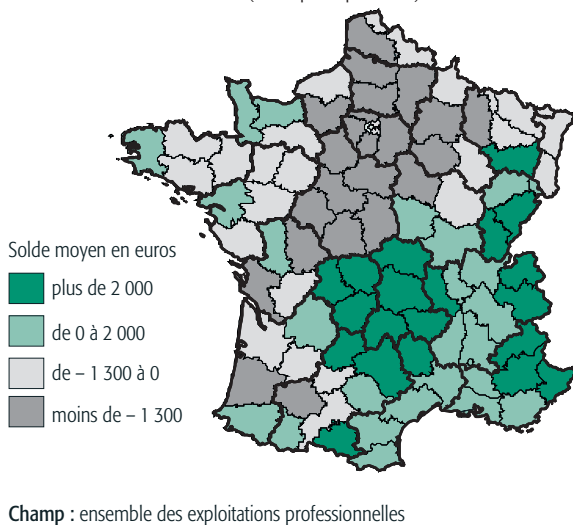 Solde moyen en euros
plus de 2 000
de 0 à 2 000
de – 1 300 à 0
moins de – 1 300
Champ : ensemble des exploitations professionnelles